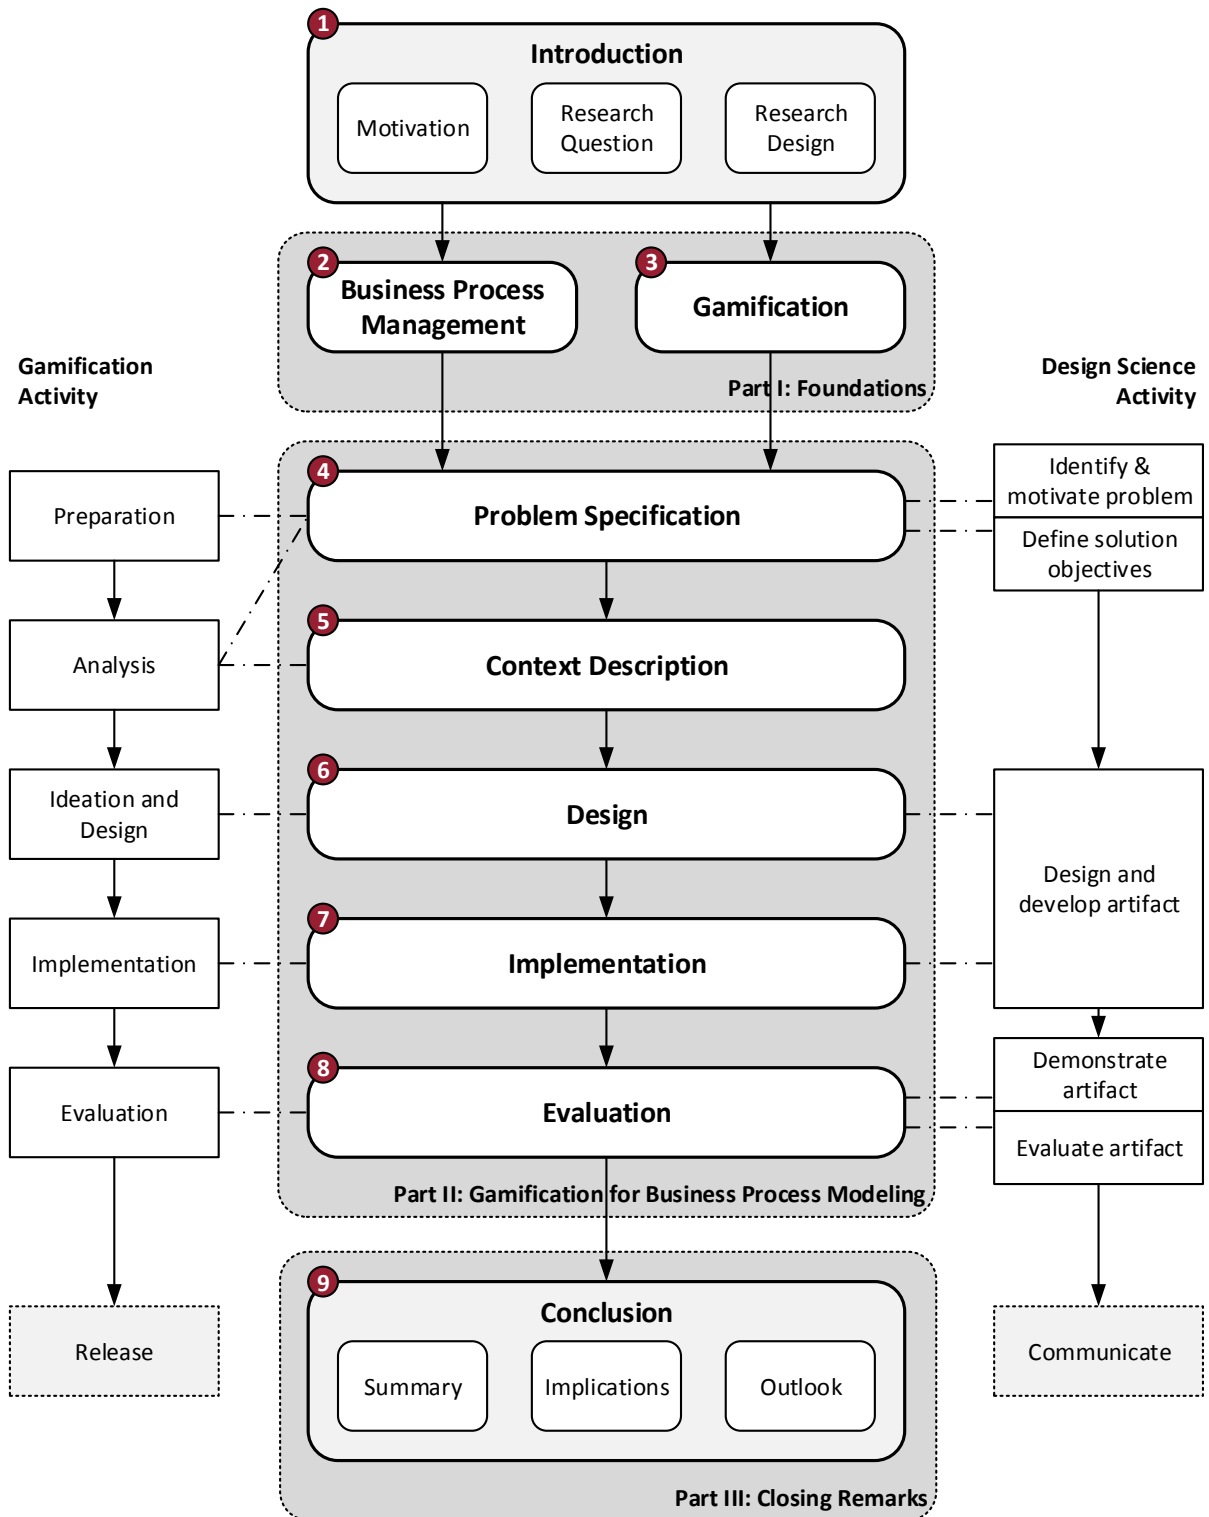 1
Introduction
Motivation
Research
Question
Research
Design
2
Business Process
Management
3
Gamification
Part I: Foundations
Gamification
Activity
Design Science
Activity
4
Problem Specification
Preparation
Identify &
motivate problem
Define solution
objectives
5
Context Description
Analysis
6
Design
Ideation and
Design
Design and
develop artifact
7
Implementation
Implementation
8
Evaluation
Evaluation
Demonstrate
artifact
Evaluate artifact
Part II: Gamification for Business Process Modeling
9
Conclusion
Summary
Implications
Outlook
Release
Communicate
Part III: Closing Remarks